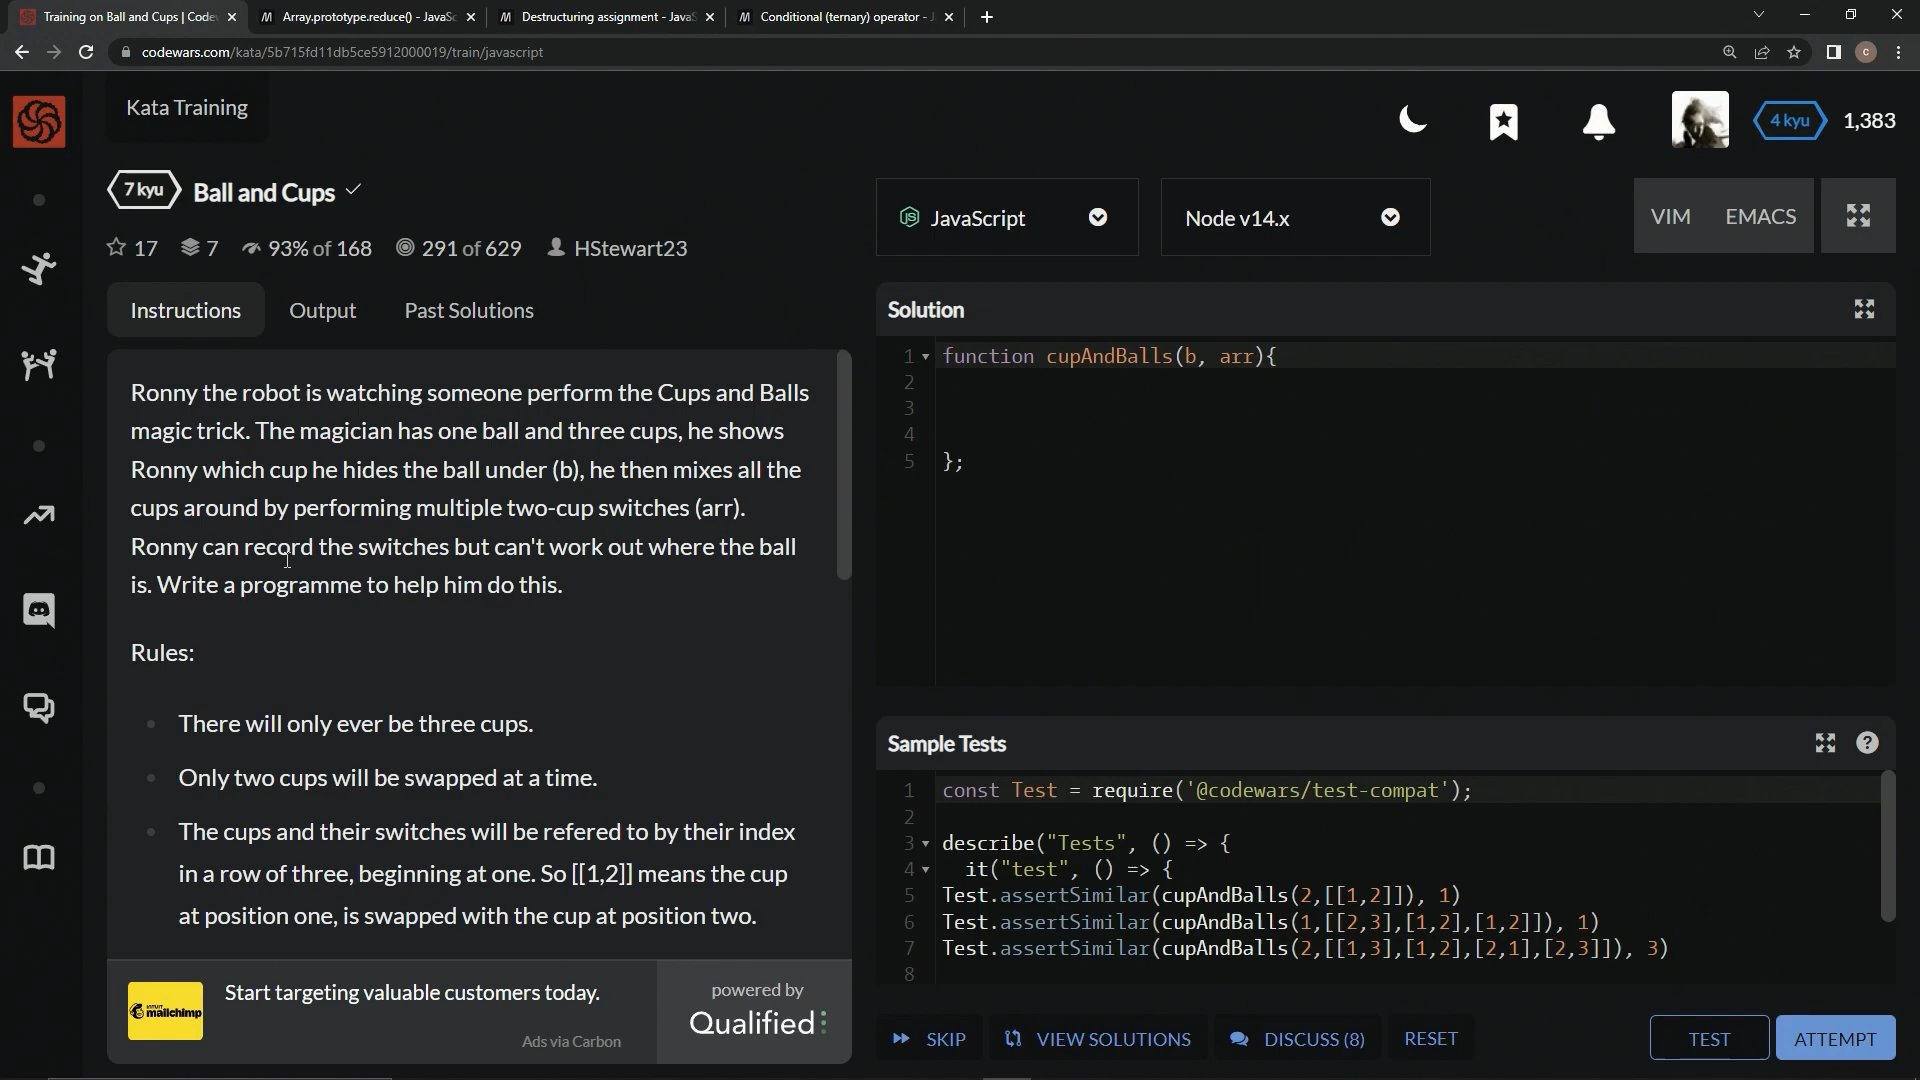 Training on Ball and Cups | Code
Array.prototype.reduce() - JavaSc
Destructuring assignment - JavaS
Conditional (ternary) operator - J
codewars.com/kata/5b715fd11db5ce5912000019/train/javascript
C
Kata Training
4 kyu
1,383
7 kyu
Ball and Cups
17
7
93% of 168
291 of 629
HStewart23
JavaScript
Node v14.x
VIM
EMACS
Instructions
Output
Past Solutions
Ronny the robot is watching someone perform the Cups and Balls
magic trick. The magician has one ball and three cups, he shows
Ronny which cup he hides the ball under (b), he then mixes all the
cups around by performing multiple two-cup switches (arr).
Ronny can record the switches but can't work out where the ball
is. Write a programme to help him do this.
Rules:
There will only ever be three cups.
Only two cups will be swapped at a time.
The cups and their switches will be refered to by their index
in a row of three, beginning at one. So [[1,2]] means the cup
at position one, is swapped with the cup at position two.
intuit mailchimp
Start targeting valuable customers today.
Ads via Carbon
powered by
Qualified
Solution
1 function cupAndBalls(b, arr){
2
3
4
5 };
Sample Tests
1 const Test = require('@codewars/test-compat');
2
3 describe("Tests", () => {
4 it("test", () => {
5 Test.assertSimilar(cupAndBalls(2,[[1,2]]), 1)
6 Test.assertSimilar(cupAndBalls(1,[[2,3],[1,2],[1,2]]), 1)
7 Test.assertSimilar(cupAndBalls(2,[[1,3],[1,2],[2,1],[2,3]]), 3)
8
SKIP
VIEW SOLUTIONS
DISCUSS (8)
RESET
TEST
ATTEMPT